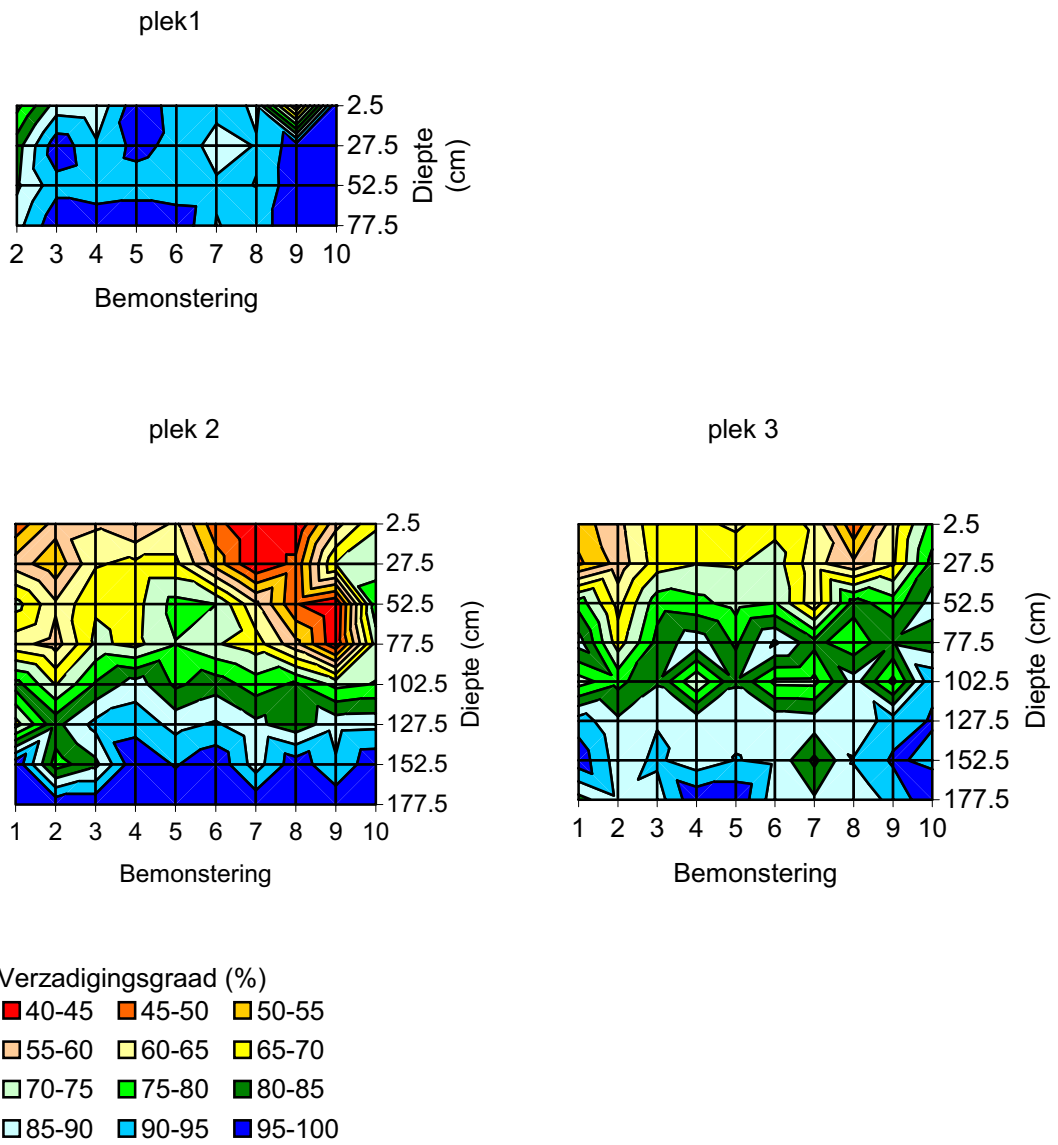 plek1
2.5
27.5
52.5
77.5
Diepte
(cm)
2 3 4 5 6 7 8 9 10
Bemonstering
plek 2
2.5
27.5
52.5
77.5
102.5
127.5
152.5
177.5
Diepte (cm)
1 2 3 4 5 6 7 8 9 10
Bemonstering
plek 3
2.5
27.5
52.5
77.5
102.5
127.5
152.5
177.5
Diepte (cm)
1 2 3 4 5 6 7 8 9 10
Bemonstering
Verzadigingsgraad (%)
40-45 45-50 50-55
55-60 60-65 65-70
70-75 75-80 80-85
85-90 90-95 95-100